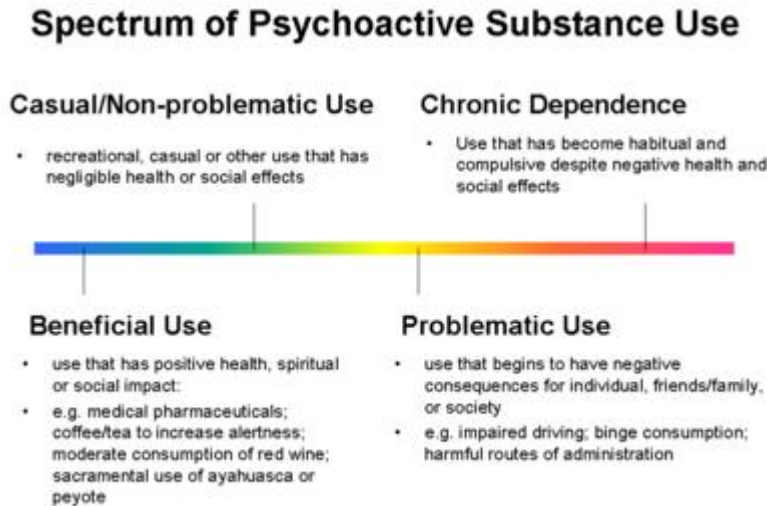 Spectrum of Psychoactive Substance Use
Casual/Non-problematic Use
• recreational, casual or other use that has
negligible health or social effects
Chronic Dependence
• Use that has become habitual and
compulsive despite negative health and
social effects
Beneficial Use
• use that has positive health, spiritual
or social impact:
• e.g. medical pharmaceuticals;
coffee/tea to increase alertness;
moderate consumption of red wine;
sacramental use of ayahuasca or
peyote
Problematic Use
• use that begins to have negative
consequences for individual, friends/family,
or society
• e.g. impaired driving; binge consumption;
harmful routes of administration